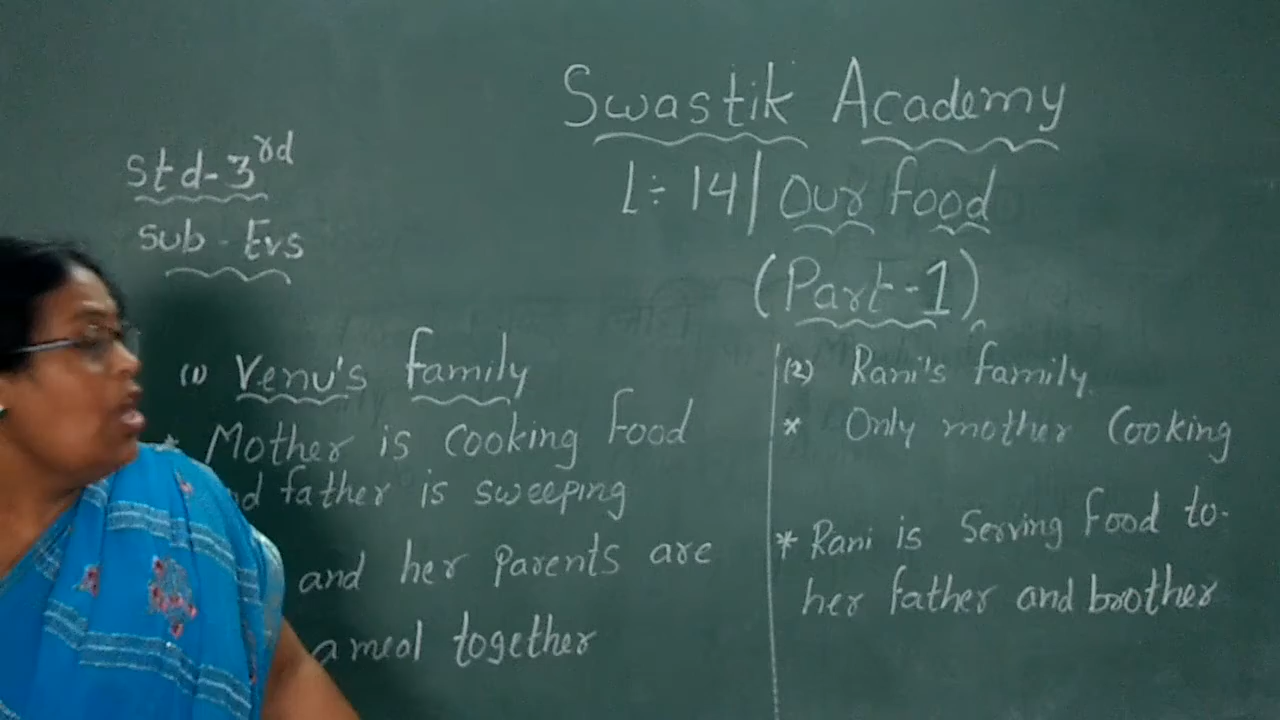 Swastik Academy
Std-3rd
L÷ 14| Our food
Sub - Evs
(Part-1)
(1) Venu's family
* Mother is cooking food
father is sweeping
and her parents are
a meal together
(2) Rani's family.
* Only mother Cooking
* Rani is Serving food to.
her father and brother